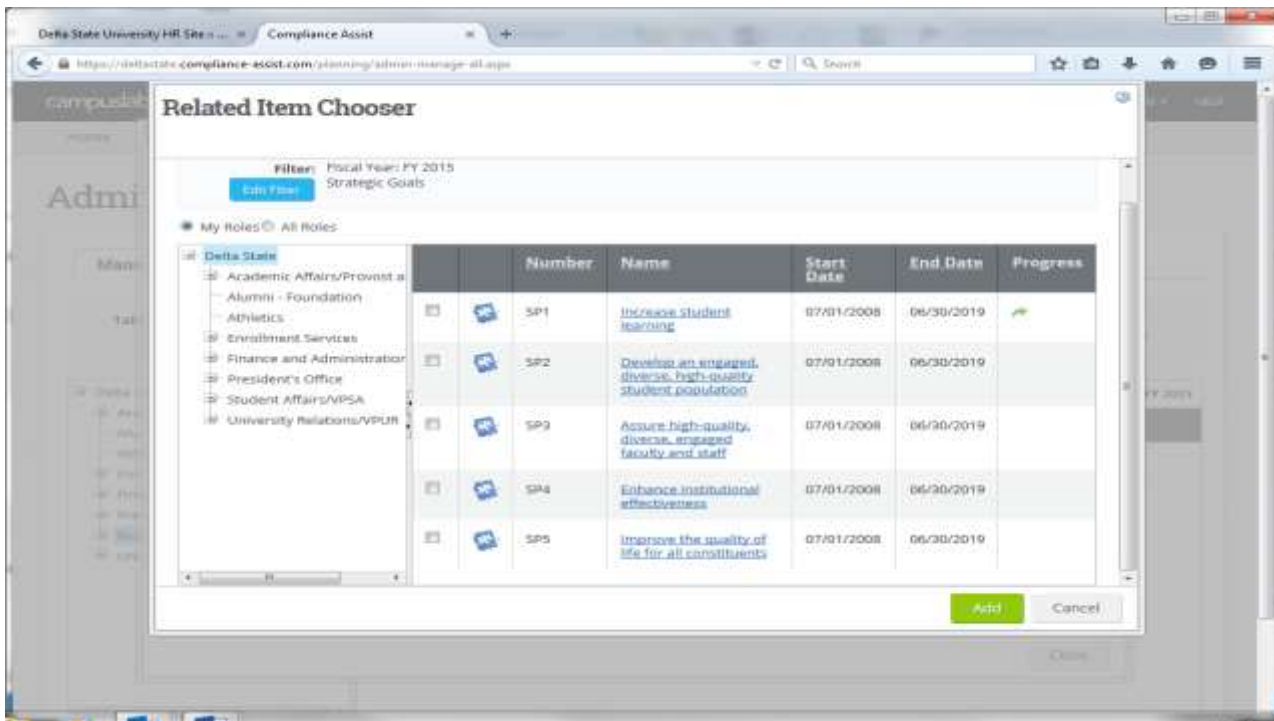 Delta State University HR Site
Compliance Assist
https://deltastate.compliance-assist.com/planning/admin-manage-all.aspx
Search
campuslab
Related Item Chooser
Filter: Fiscal Year: FY 2015
Edit Filter
Strategic Goals
Admi
My Roles All Roles
Delta State
Academic Affairs/Provost a
Alumni - Foundation
Athletics
Enrollment Services
Finance and Administration
President's Office
Student Affairs/VPSA
University Relations/VPUR
Number Name Start Date End Date Progress
SP1 Increase student learning 07/01/2008 06/30/2019
SP2 Develop an engaged, diverse, high-quality student population 07/01/2008 06/30/2019
SP3 Assure high-quality, diverse, engaged faculty and staff 07/01/2008 06/30/2019
SP4 Enhance institutional effectiveness 07/01/2008 06/30/2019
SP5 Improve the quality of life for all constituents 07/01/2008 06/30/2019
Add Cancel
Close